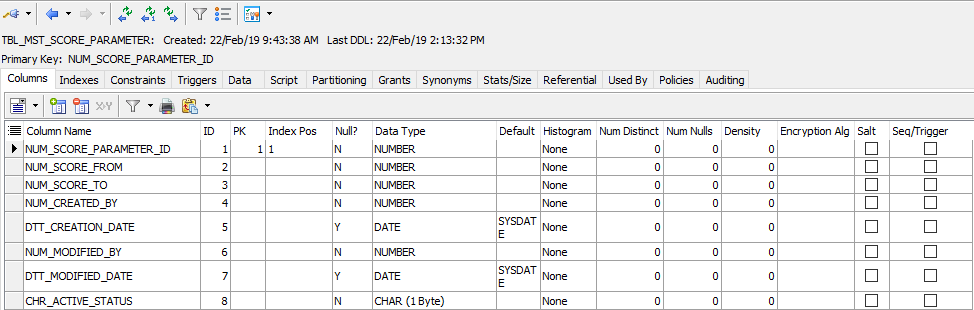 TBL_MST_SCORE_PARAMETER: Created: 22/Feb/19 9:43:38 AM Last DDL: 22/Feb/19 2:13:32 PM
Primary Key: NUM_SCORE_PARAMETER_ID
Columns Indexes Constraints Triggers Data Script Partitioning Grants Synonyms Stats/Size Referential Used By Policies Auditing
X=Y
Column Name ID PK Index Pos Null? Data Type Default Histogram Num Distinct Num Nulls Density Encryption Alg Salt Seq/Trigger
NUM_SCORE_PARAMETER_ID 1 1 1 N NUMBER None 0 0 0
NUM_SCORE_FROM 2 N NUMBER None 0 0 0
NUM_SCORE_TO 3 N NUMBER None 0 0 0
NUM_CREATED_BY 4 N NUMBER None 0 0 0
DTT_CREATION_DATE 5 Y DATE SYSDAT
E None 0 0 0
NUM_MODIFIED_BY 6 N NUMBER None 0 0 0
DTT_MODIFIED_DATE 7 Y DATE SYSDAT
E None 0 0 0
CHR_ACTIVE_STATUS 8 N CHAR (1 Byte) None 0 0 0